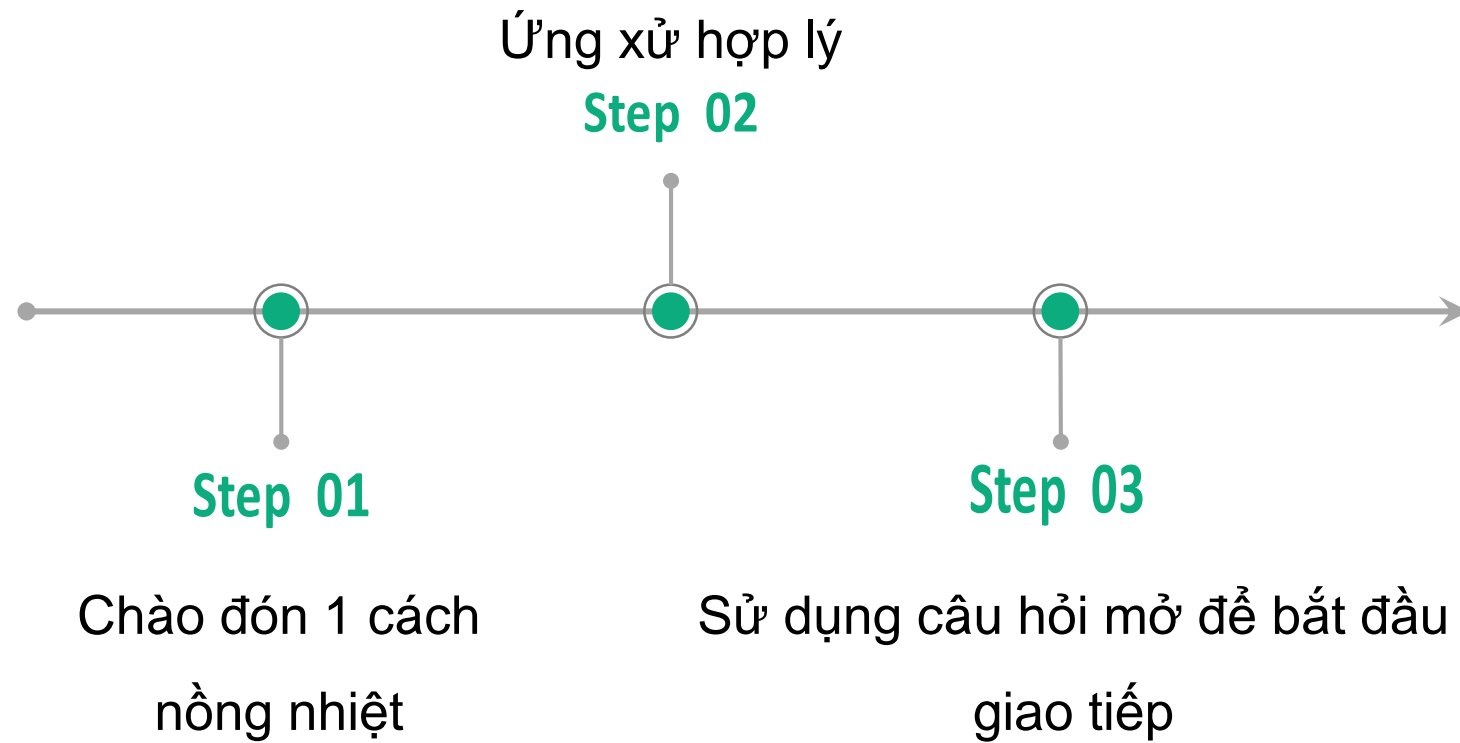 Ứng xử hợp lý
Step 02
Step 01
Step 03
Chào đón 1 cách
nồng nhiệt
Sử dụng câu hỏi mở để bắt đầu
giao tiếp